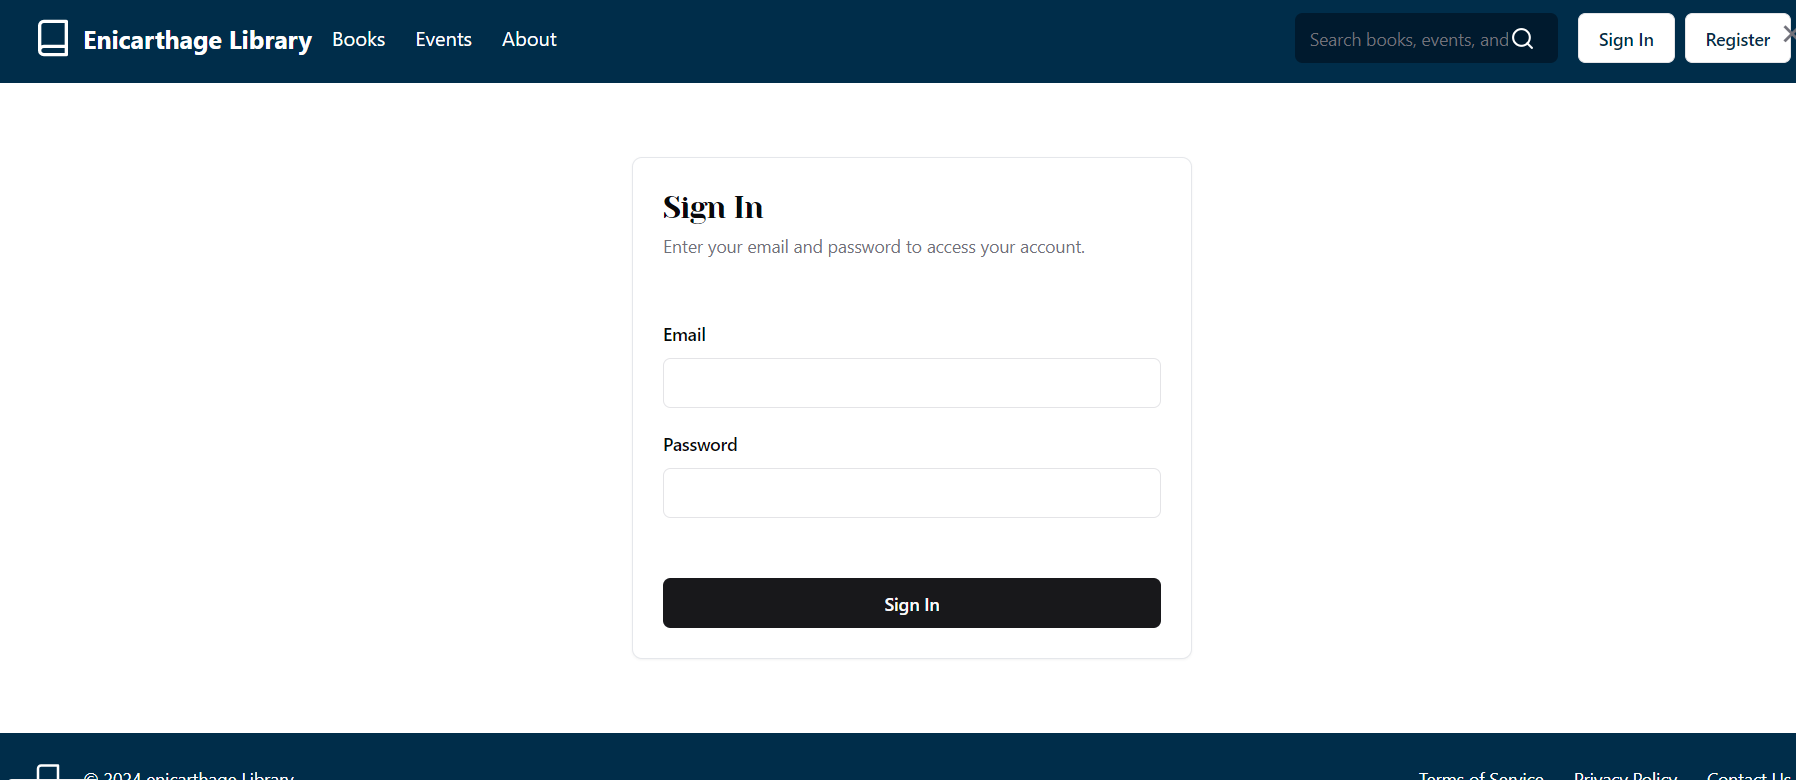 Enicarthage Library Books Events About Search books, events, and Sign In Register
Sign In
Enter your email and password to access your account.
Email
Password
Sign In
© 2024 enicarthage Library Terms of Service Privacy Policy Contact Us